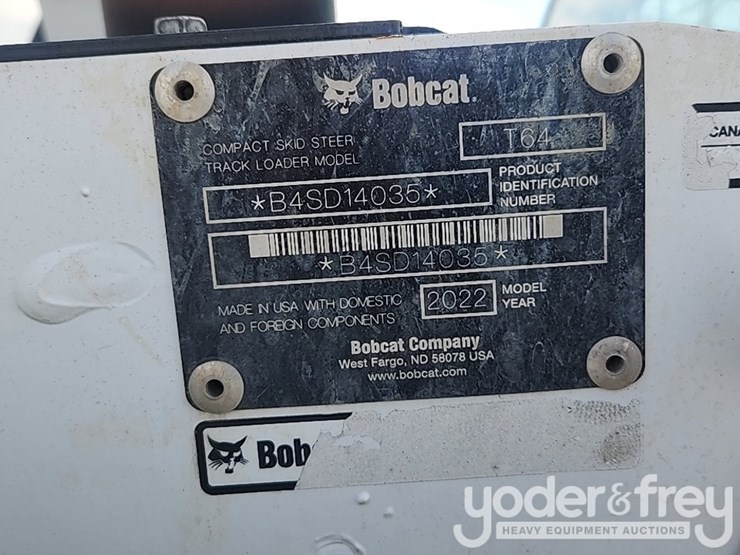 Bobcat.
COMPACT SKID STEER
TRACK LOADER MODEL
T64
*B4SD14035*
PRODUCT
IDENTIFICATION
NUMBER
*B4SD14035*
MADE IN USA WITH DOMESTIC
AND FOREIGN COMPONENTS
2022
MODEL
YEAR
Bobcat Company
West Fargo, ND 58078 USA
www.bobcat.com
Bob
CANA
yoder&frey
HEAVY EQUIPMENT AUCTIONS